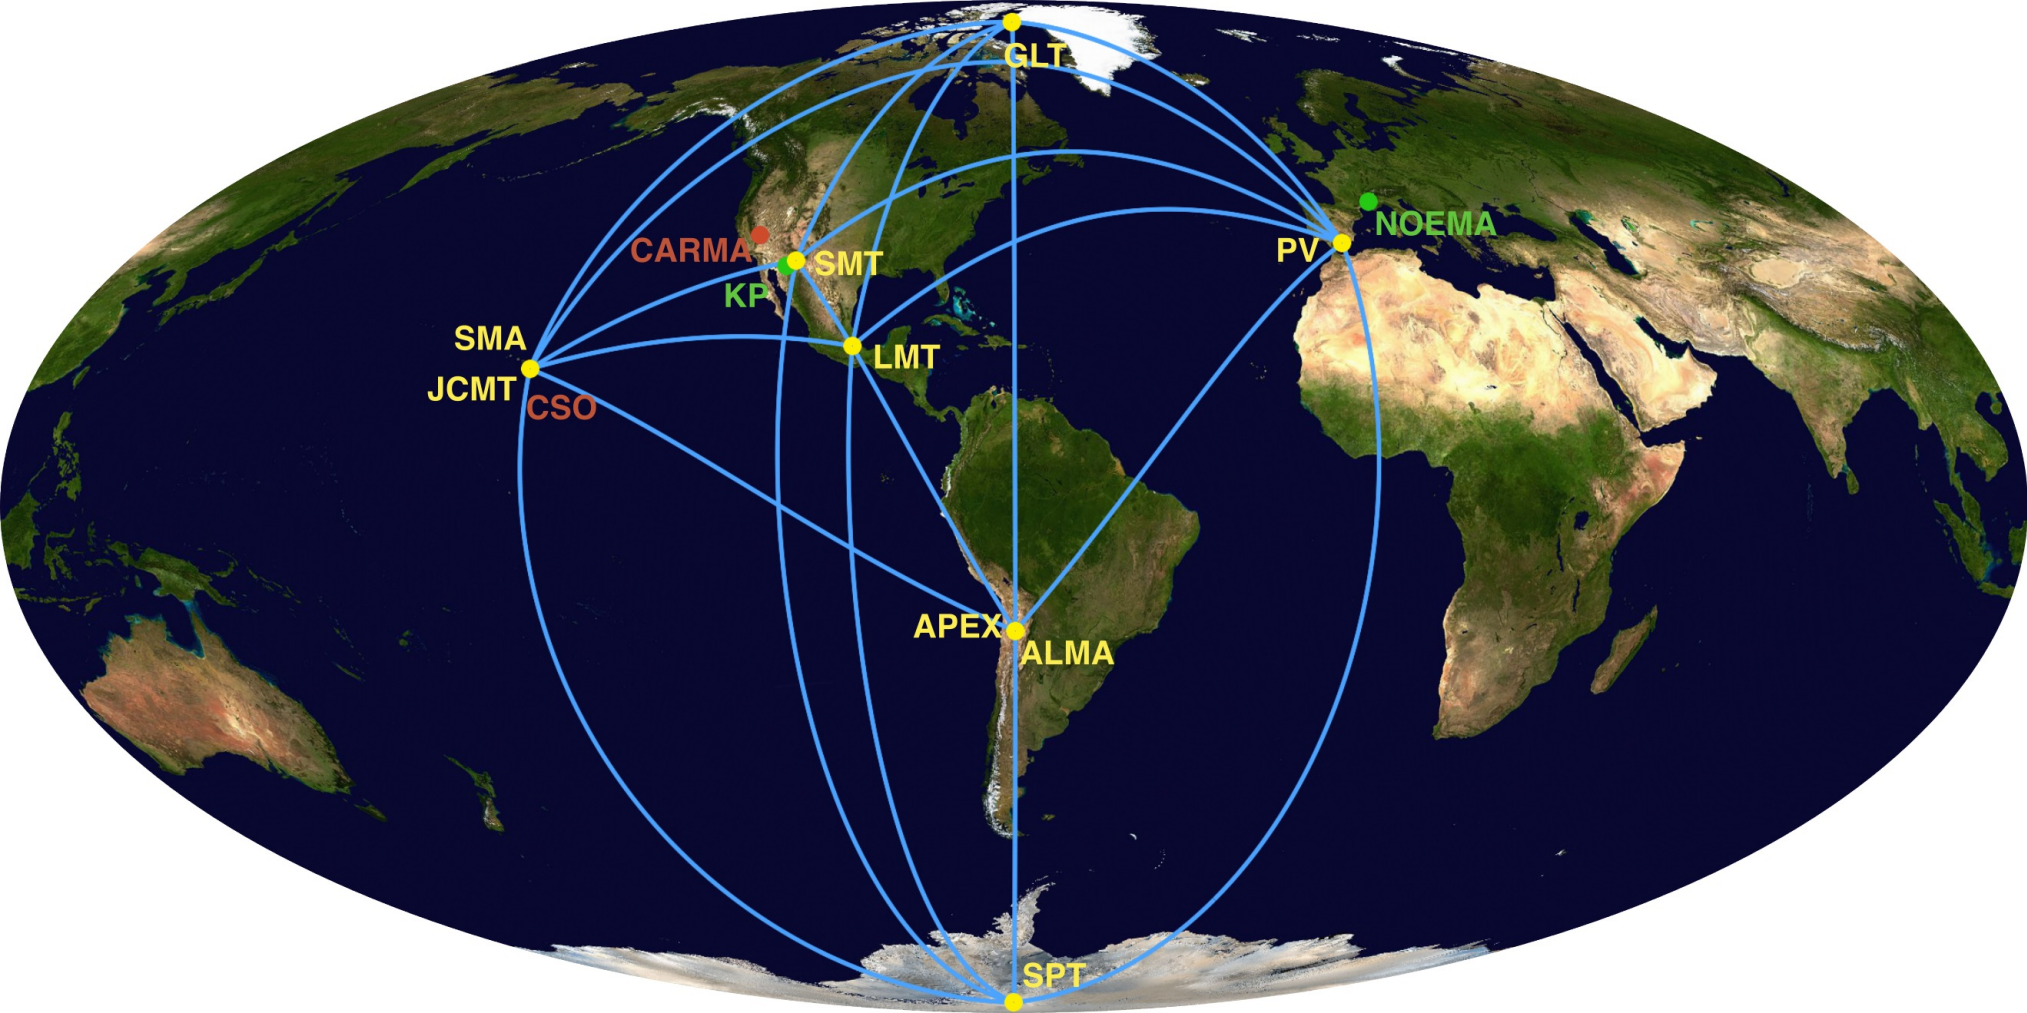 GLT
NOEMA
CARMA
PV
SMT
KP
SMA
LMT
JCMT
CSO
APEX
ALMA
SPT